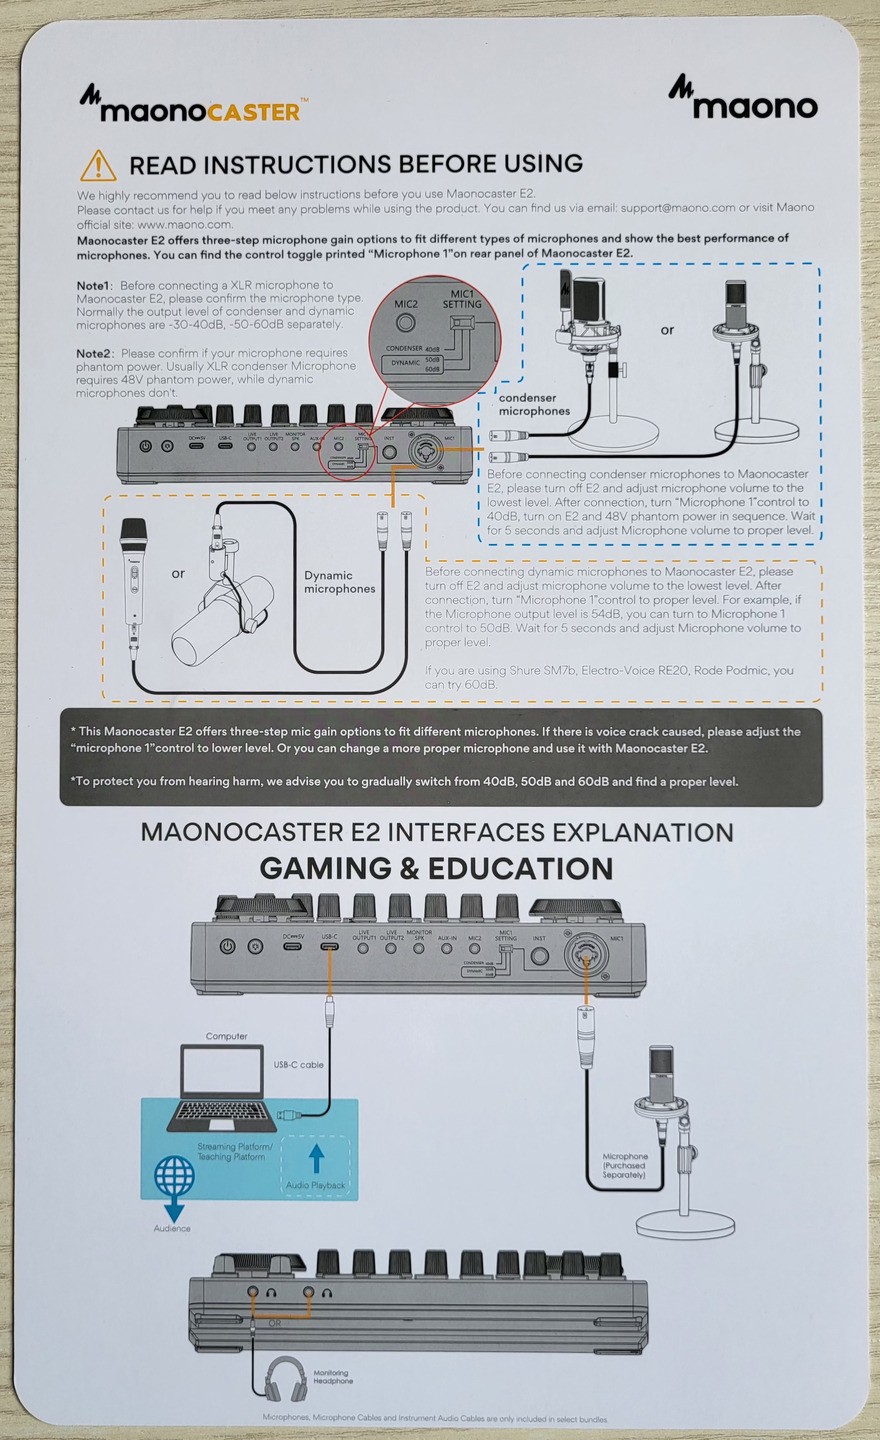 maonoCASTER™
maono
READ INSTRUCTIONS BEFORE USING
We highly recommend you to read below instructions before you use Maonocaster E2.
Please contact us for help if you meet any problems while using the product. You can find us via email: support@maono.com or visit Maono
official site: www.maono.com.
Maonocaster E2 offers three-step microphone gain options to fit different types of microphones and show the best performance of
microphones. You can find the control toggle printed “Microphone 1”on rear panel of Maonocaster E2.
Note1: Before connecting a XLR microphone to
Maonocaster E2, please confirm the microphone type.
Normally the output level of condenser and dynamic
microphones are -30-40dB, -50-60dB separately.
Note2: Please confirm if your microphone requires
phantom power. Usually XLR condenser Microphone
requires 48V phantom power, while dynamic
microphones don't.
MIC2
MIC1
SETTING
CONDENSER 40dB
DYNAMIC 50dB
60dB
or
condenser
microphones
DC 5V
USB-C
LIVE
OUTPUT1
LIVE
OUTPUT2
MONITOR
SPK
AUX-IN
MIC2
MIC1
SETTING
INST
MIC1
CONDENSER
DYNAMIC
Before connecting condenser microphones to Maonocaster
E2, please turn off E2 and adjust microphone volume to the
lowest level. After connection, turn “Microphone 1”control to
40dB, turn on E2 and 48V phantom power in sequence. Wait
for 5 seconds and adjust Microphone volume to proper level.
or
Dynamic
microphones
Before connecting dynamic microphones to Maonocaster E2, please
turn off E2 and adjust microphone volume to the lowest level. After
connection, turn “Microphone 1”control to proper level. For example, if
the Microphone output level is 54dB, you can turn to Microphone 1
control to 50dB. Wait for 5 seconds and adjust Microphone volume to
proper level.
If you are using Shure SM7b, Electro-Voice RE20, Rode Podmic, you
can try 60dB.
* This Maonocaster E2 offers three-step mic gain options to fit different microphones. If there is voice crack caused, please adjust the
“microphone 1”control to lower level. Or you can change a more proper microphone and use it with Maonocaster E2.
*To protect you from hearing harm, we advise you to gradually switch from 40dB, 50dB and 60dB and find a proper level.
MAONOCASTER E2 INTERFACES EXPLANATION
GAMING & EDUCATION
DC 5V
USB-C
LIVE
OUTPUT1
LIVE
OUTPUT2
MONITOR
SPK
AUX-IN
MIC2
MIC1
SETTING
INST
MIC1
CONDENSER 40dB
DYNAMIC 50dB
60dB
Computer
USB-C cable
Streaming Platform/
Teaching Platform
Audio Playback
Audience
Microphone
(Purchased
Separately)
OR
Monitoring
Headphone
Microphones, Microphone Cables and Instrument Audio Cables are only included in select bundles